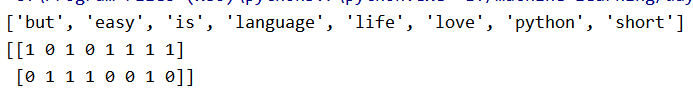 ['but', 'easy', 'is', 'language', 'life', 'love', 'python', 'short']
[[1 0 1 0 1 1 1 1]
[0 1 1 1 0 0 1 0]]